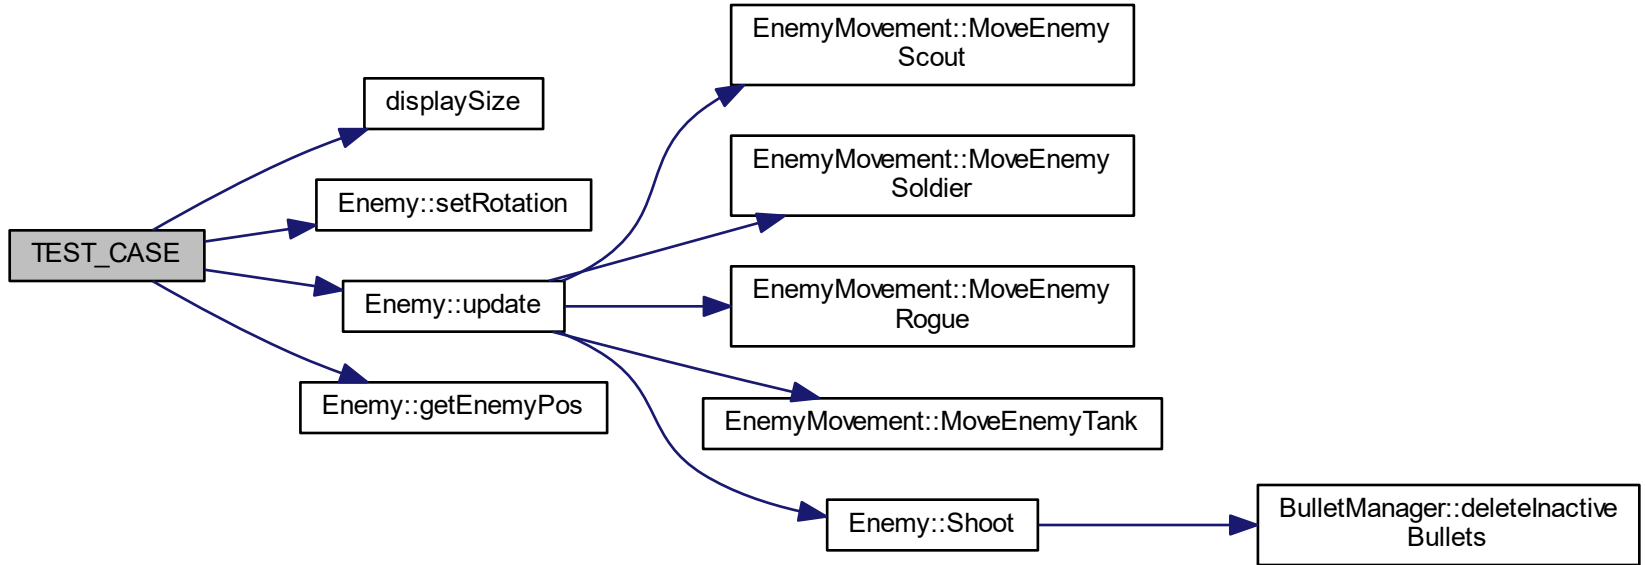 TEST_CASE
displaySize
Enemy::setRotation
Enemy::update
Enemy::getEnemyPos
EnemyMovement::MoveEnemy
Scout
EnemyMovement::MoveEnemy
Soldier
EnemyMovement::MoveEnemy
Rogue
EnemyMovement::MoveEnemyTank
Enemy::Shoot
BulletManager::deleteInactive
Bullets